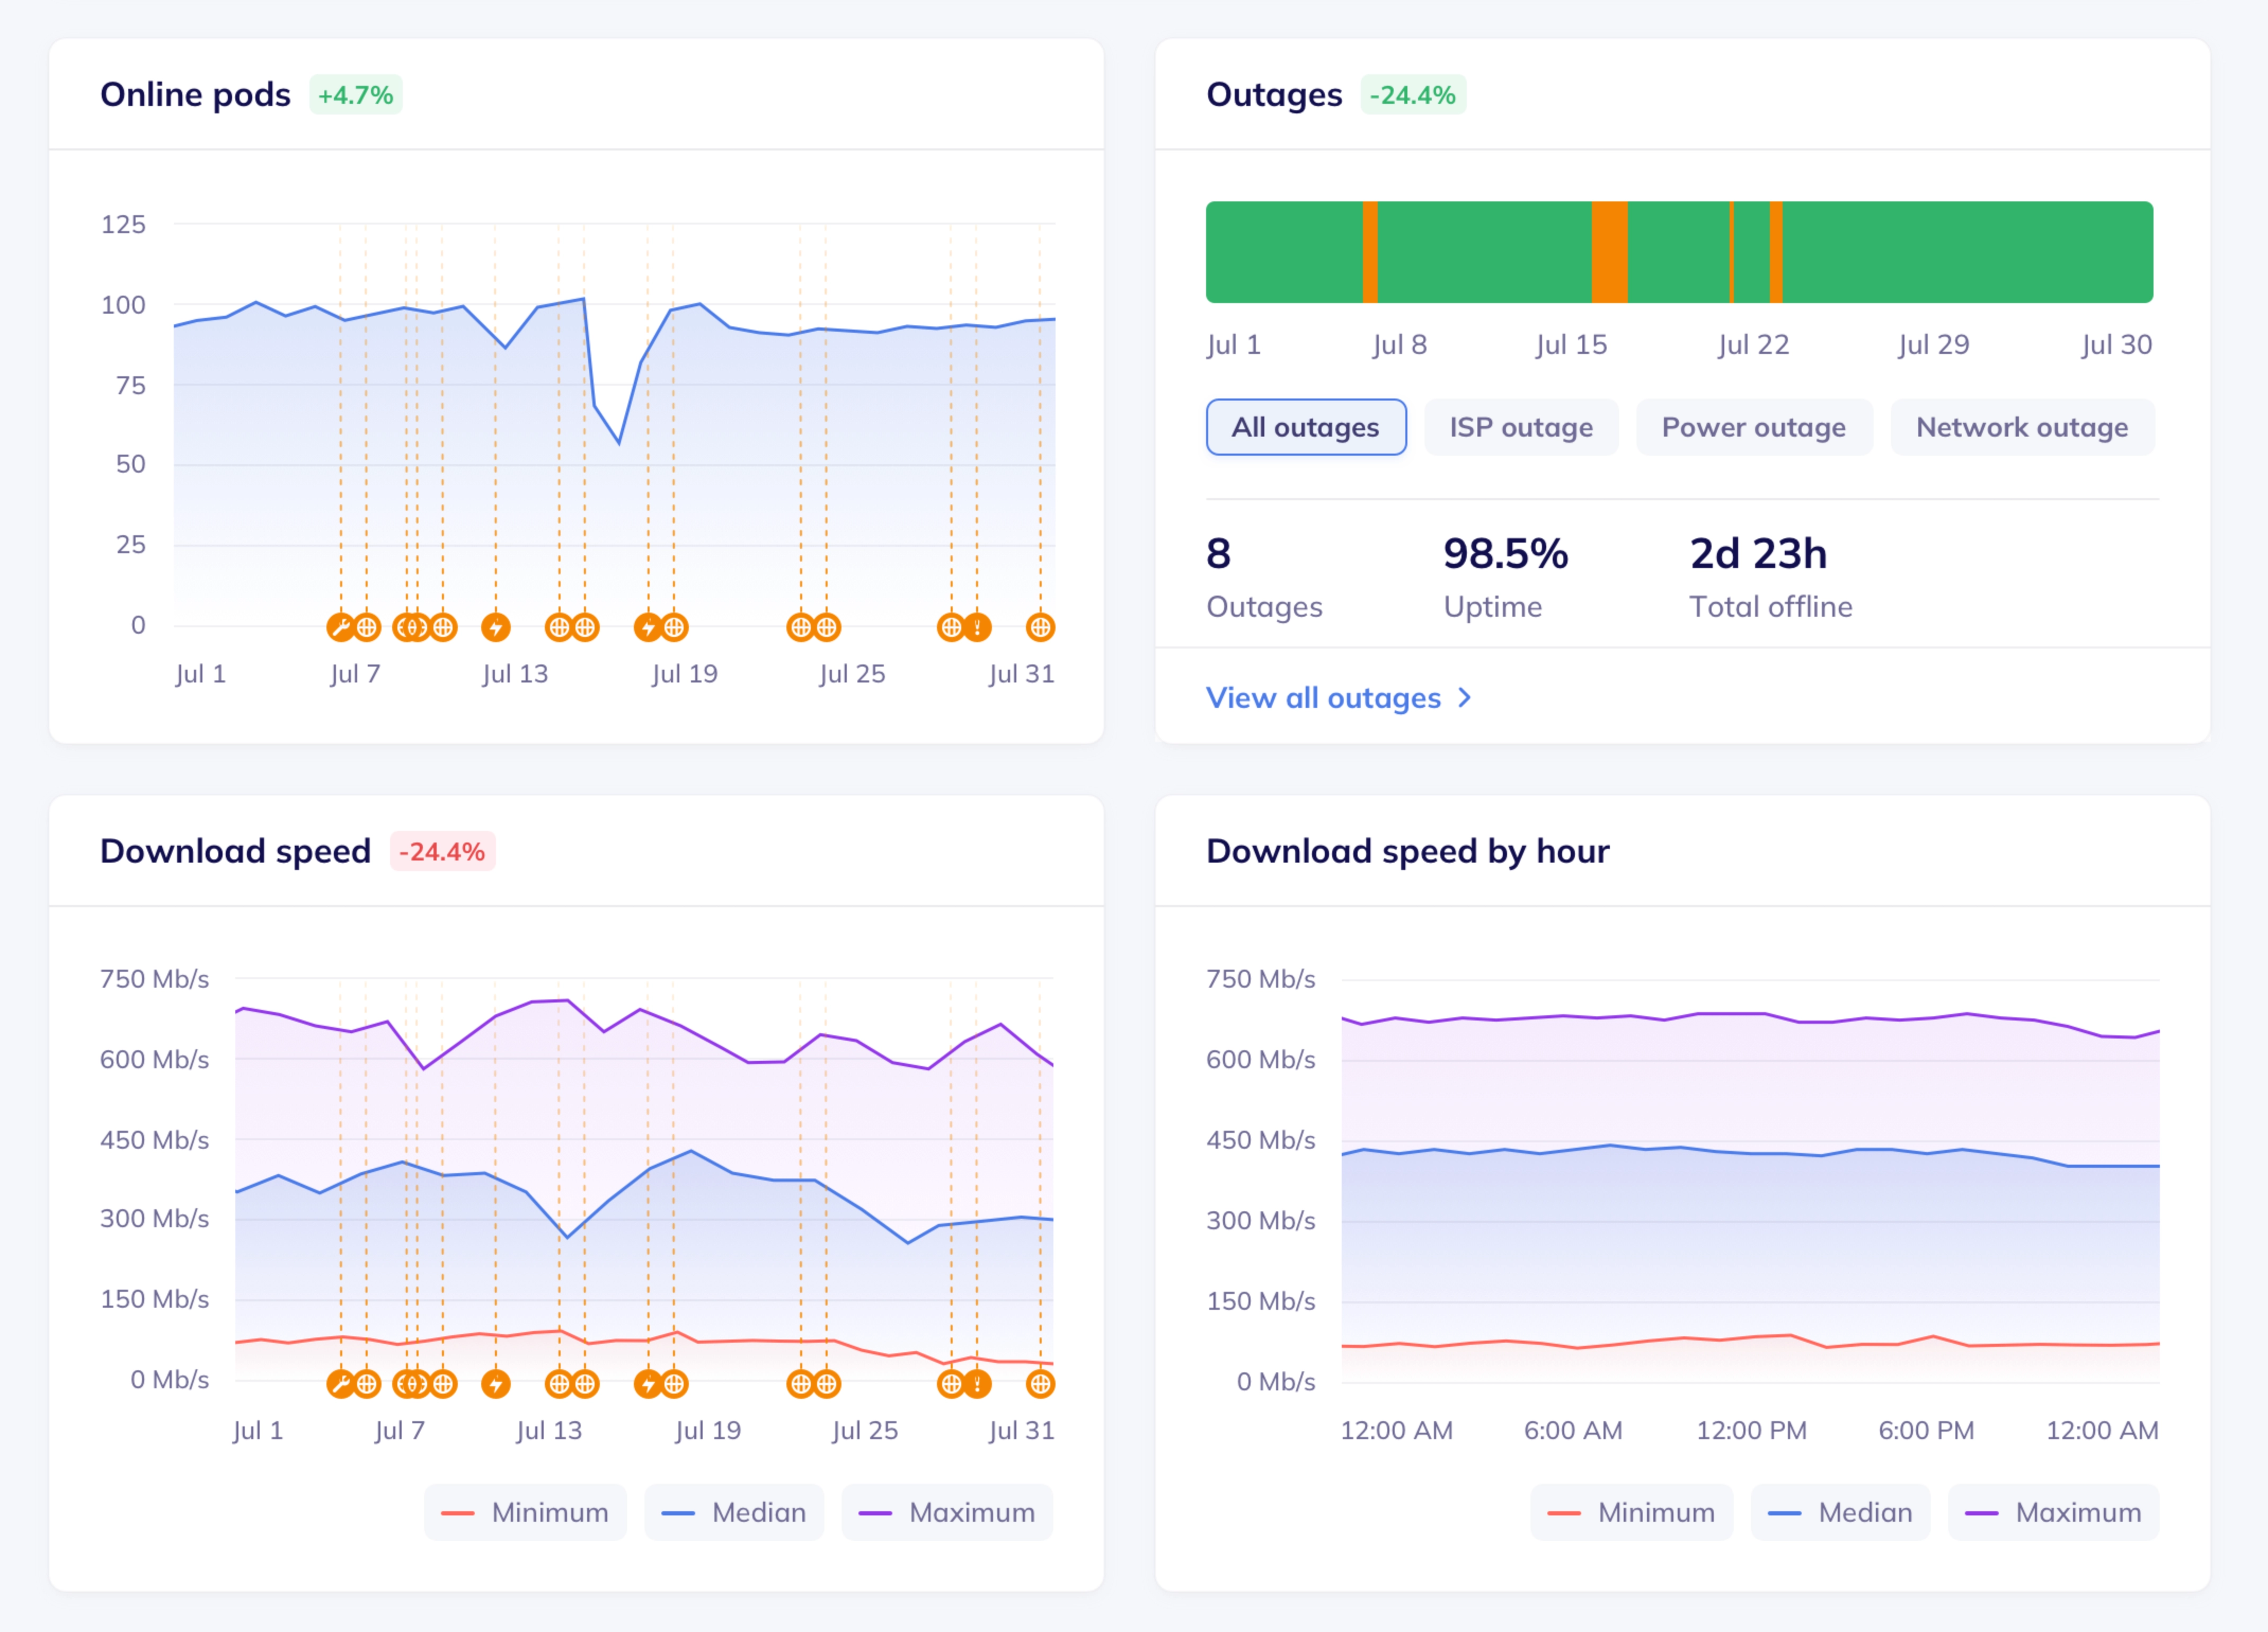 Online pods +4.7%
125
100
75
50
25
0
Jul 1 Jul 7 Jul 13 Jul 19 Jul 25 Jul 31
Outages -24.4%
Jul 1 Jul 8 Jul 15 Jul 22 Jul 29 Jul 30
All outages ISP outage Power outage Network outage
8 98.5% 2d 23h
Outages Uptime Total offline
View all outages
Download speed -24.4%
750 Mb/s
600 Mb/s
450 Mb/s
300 Mb/s
150 Mb/s
0 Mb/s
Jul 1 Jul 7 Jul 13 Jul 19 Jul 25 Jul 31
Minimum Median Maximum
Download speed by hour
750 Mb/s
600 Mb/s
450 Mb/s
300 Mb/s
150 Mb/s
0 Mb/s
12:00 AM 6:00 AM 12:00 PM 6:00 PM 12:00 AM
Minimum Median Maximum